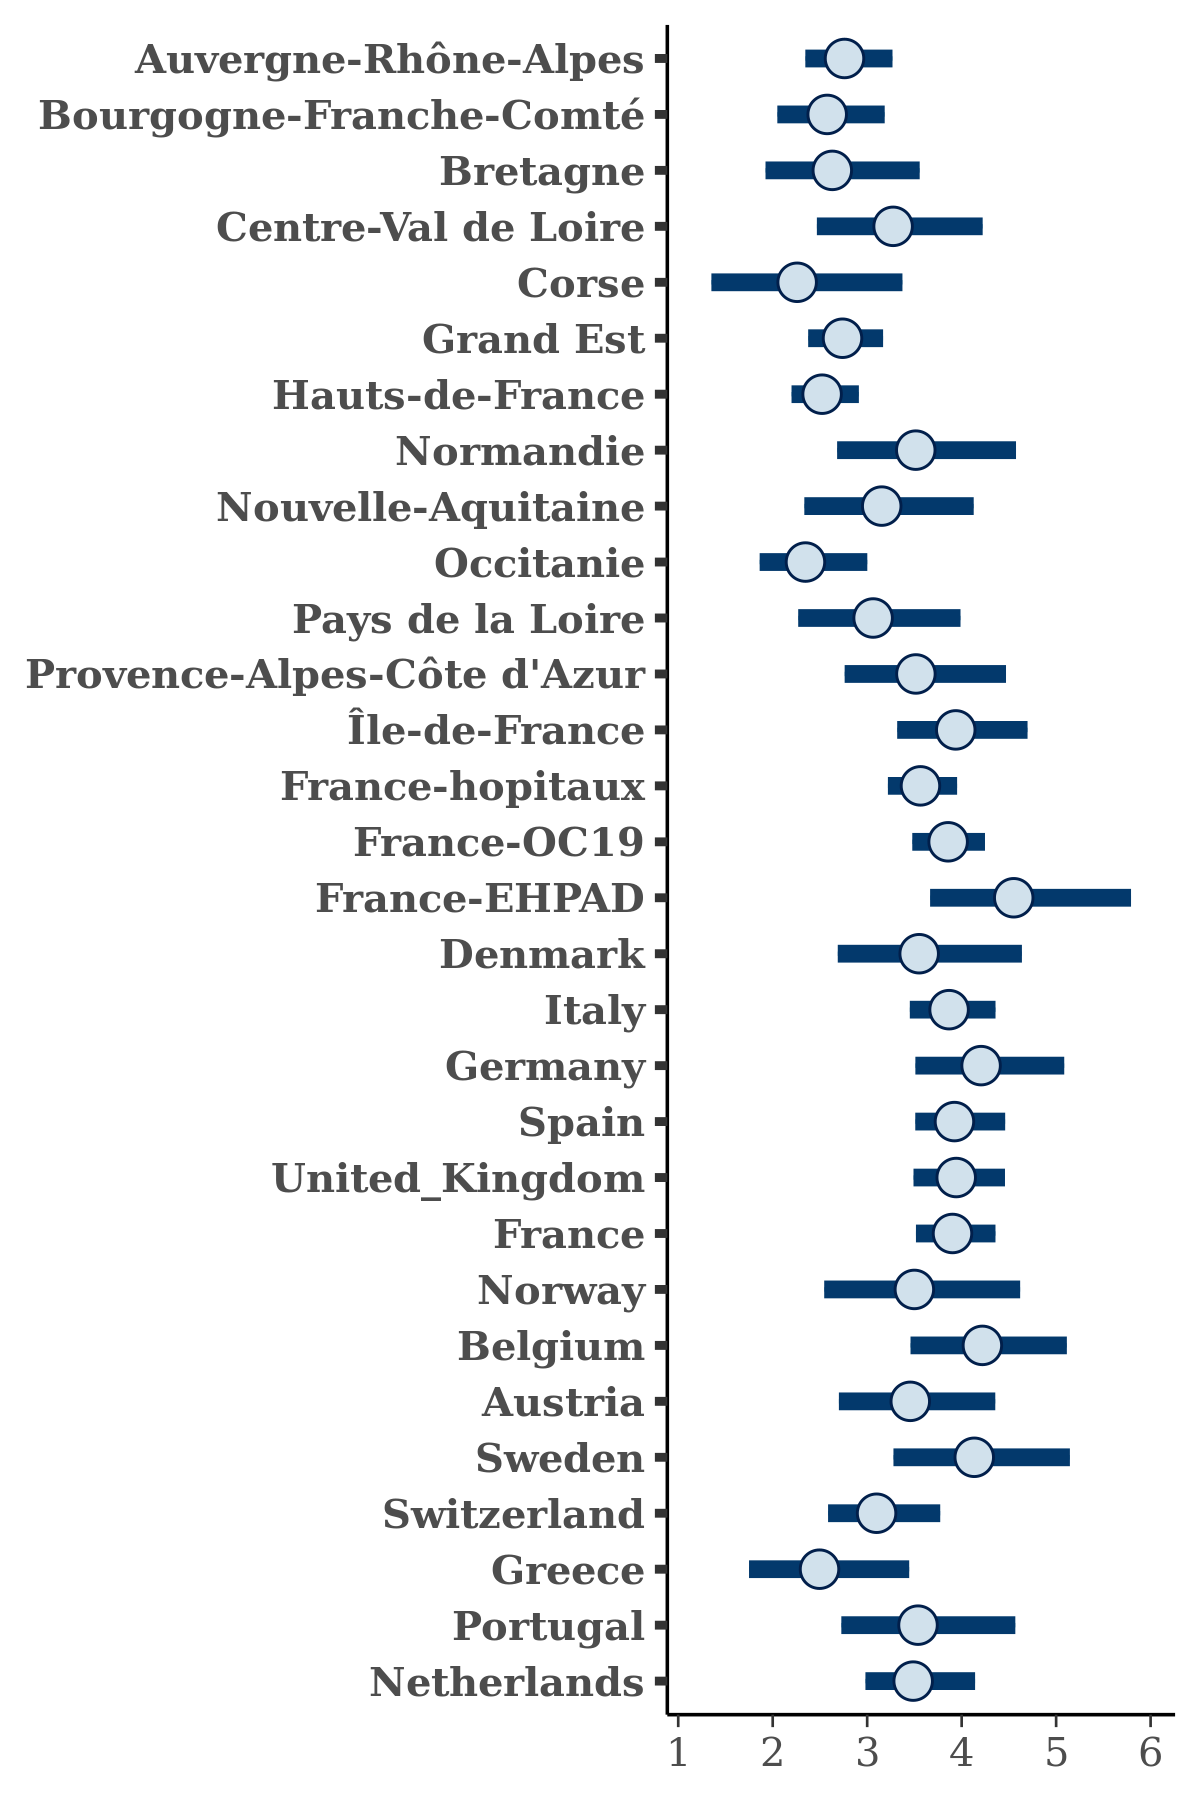 Auvergne-Rhône-Alpes
Bourgogne-Franche-Comté
Bretagne
Centre-Val de Loire
Corse
Grand Est
Hauts-de-France
Normandie
Nouvelle-Aquitaine
Occitanie
Pays de la Loire
Provence-Alpes-Côte d'Azur
Île-de-France
France-hopitaux
France-OC19
France-EHPAD
Denmark
Italy
Germany
Spain
United_Kingdom
France
Norway
Belgium
Austria
Sweden
Switzerland
Greece
Portugal
Netherlands
1 2 3 4 5 6